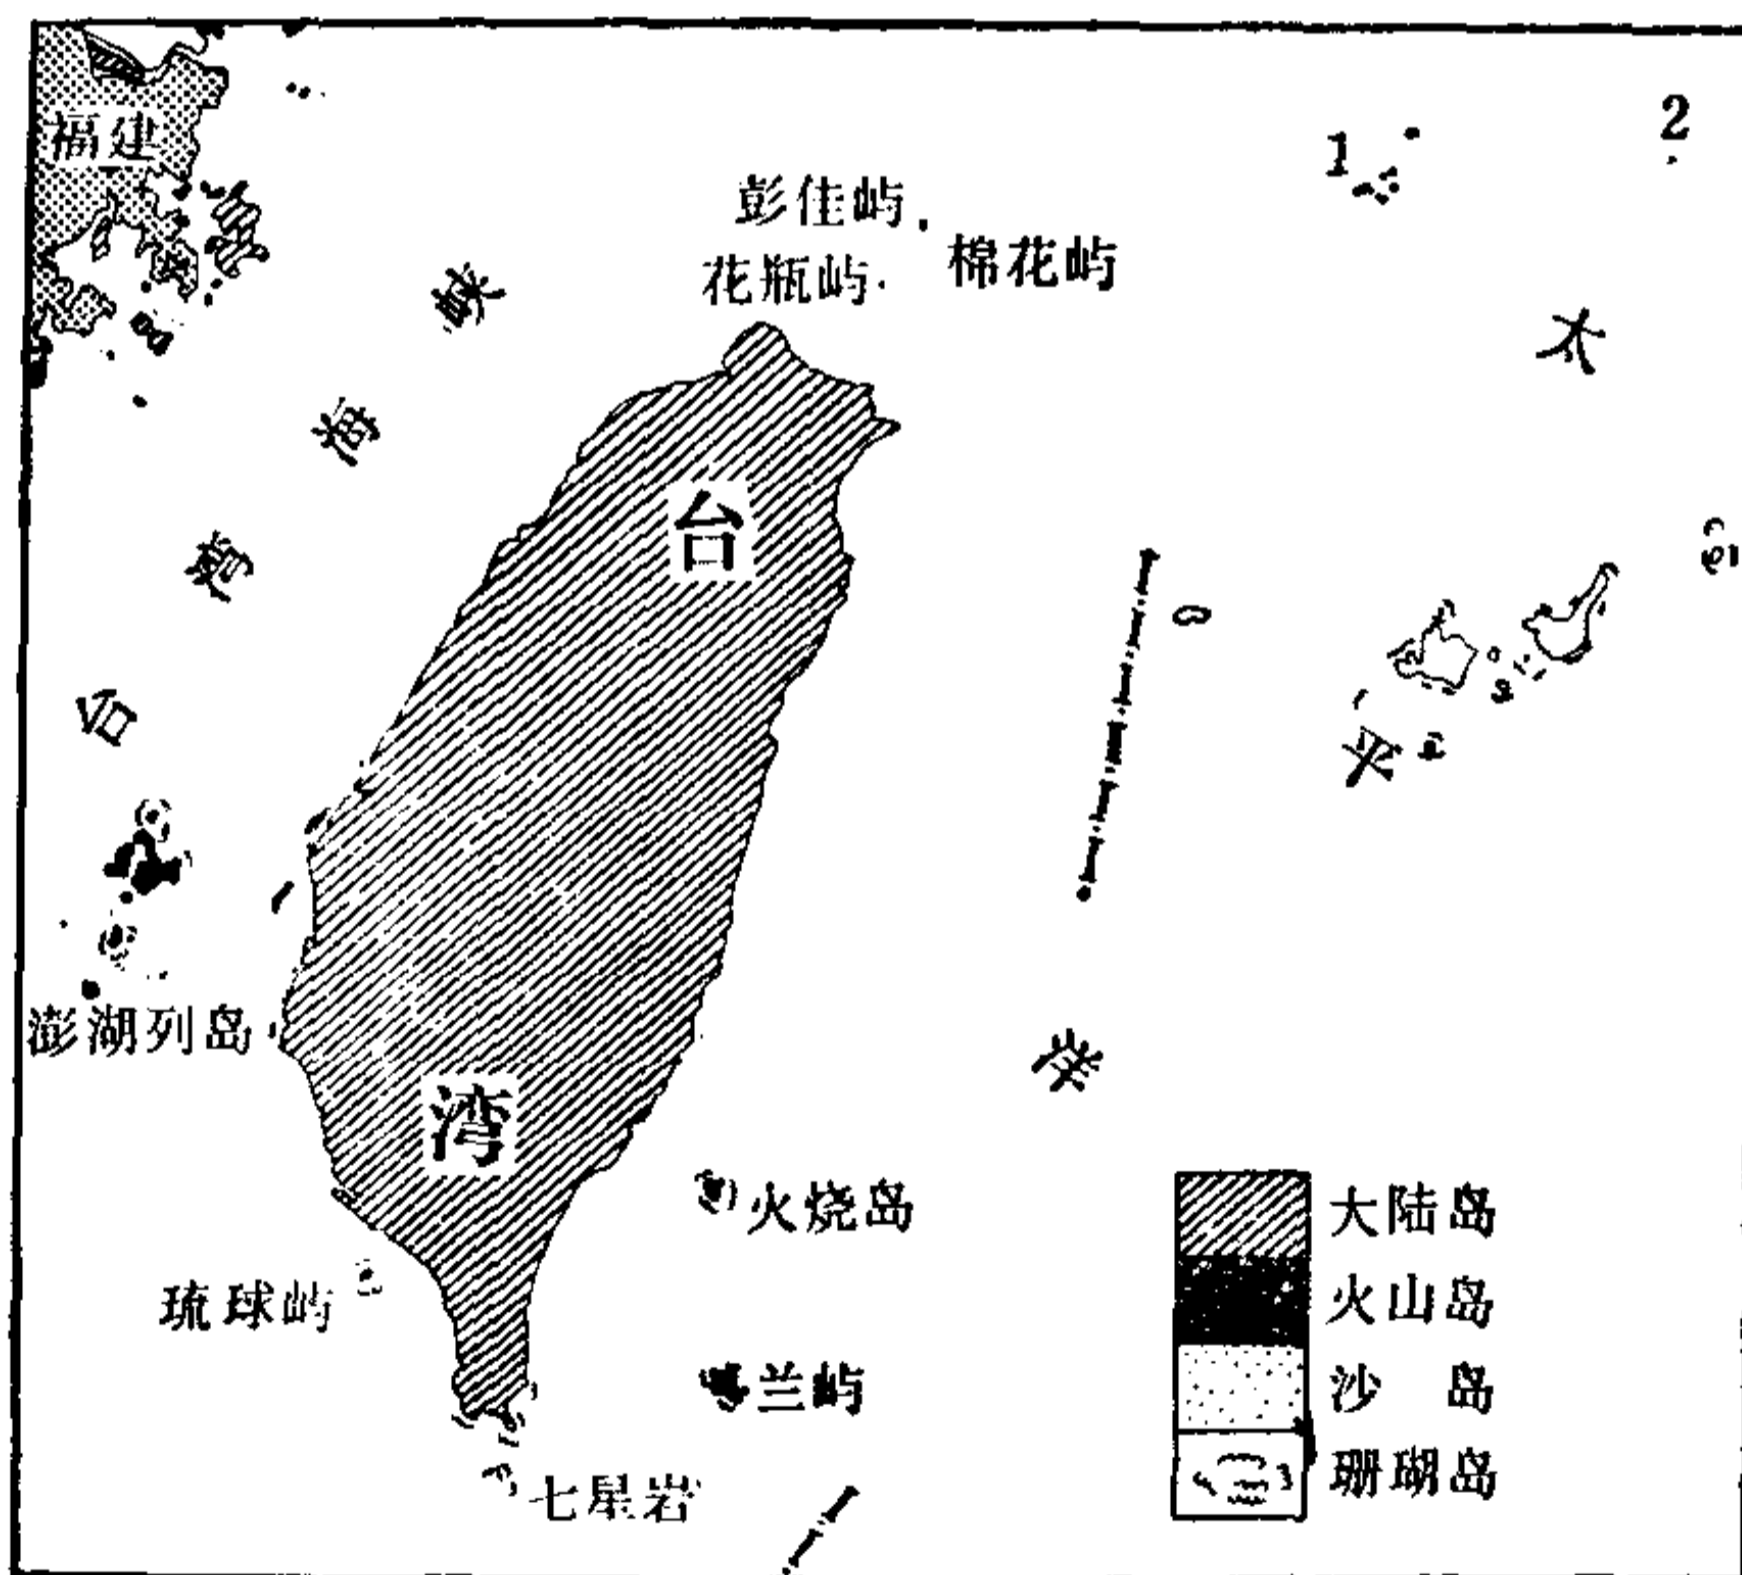 福建
1
2
彭佳屿
花瓶屿
棉花屿
台湾海峡
太平洋
台湾
澎湖列岛
火烧岛
琉球屿
兰屿
七星岩
大陆岛
火山岛
沙 岛
珊瑚岛